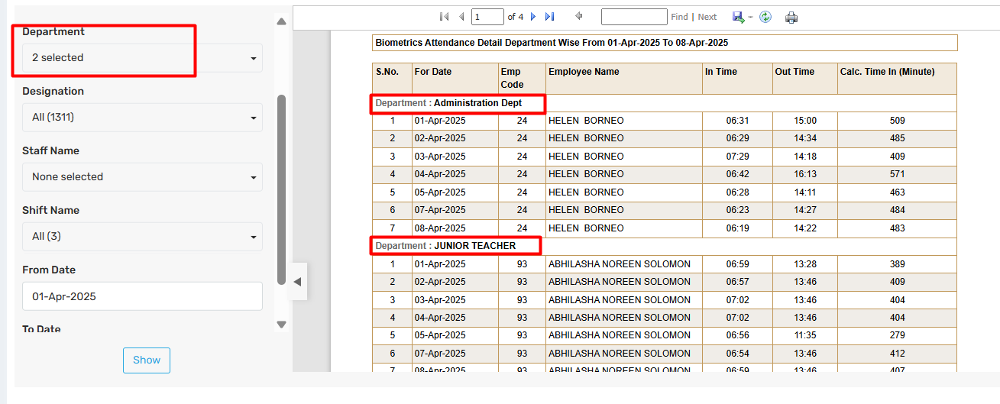 Department
2 selected
Designation
All (1311)
Staff Name
None selected
Shift Name
All (3)
From Date
01-Apr-2025
To Date
Show
1 of 4 Find | Next
Biometrics Attendance Detail Department Wise From 01-Apr-2025 To 08-Apr-2025
S.No. For Date Emp Code Employee Name In Time Out Time Calc. Time In (Minute)
Department : Administration Dept
1 01-Apr-2025 24 HELEN BORNEO 06:31 15:00 509
2 02-Apr-2025 24 HELEN BORNEO 06:29 14:34 485
3 03-Apr-2025 24 HELEN BORNEO 07:29 14:18 409
4 04-Apr-2025 24 HELEN BORNEO 06:42 16:13 571
5 05-Apr-2025 24 HELEN BORNEO 06:28 14:11 463
6 07-Apr-2025 24 HELEN BORNEO 06:23 14:27 484
7 08-Apr-2025 24 HELEN BORNEO 06:19 14:22 483
Department : JUNIOR TEACHER
1 01-Apr-2025 93 ABHILASHA NOREEN SOLOMON 06:59 13:28 389
2 02-Apr-2025 93 ABHILASHA NOREEN SOLOMON 06:57 13:46 409
3 03-Apr-2025 93 ABHILASHA NOREEN SOLOMON 07:02 13:46 404
4 04-Apr-2025 93 ABHILASHA NOREEN SOLOMON 07:02 13:46 404
5 05-Apr-2025 93 ABHILASHA NOREEN SOLOMON 06:56 11:35 279
6 07-Apr-2025 93 ABHILASHA NOREEN SOLOMON 06:54 13:46 412
7 08-Apr-2025 93 ABHILASHA NOREEN SOLOMON 06:59 13:46 407